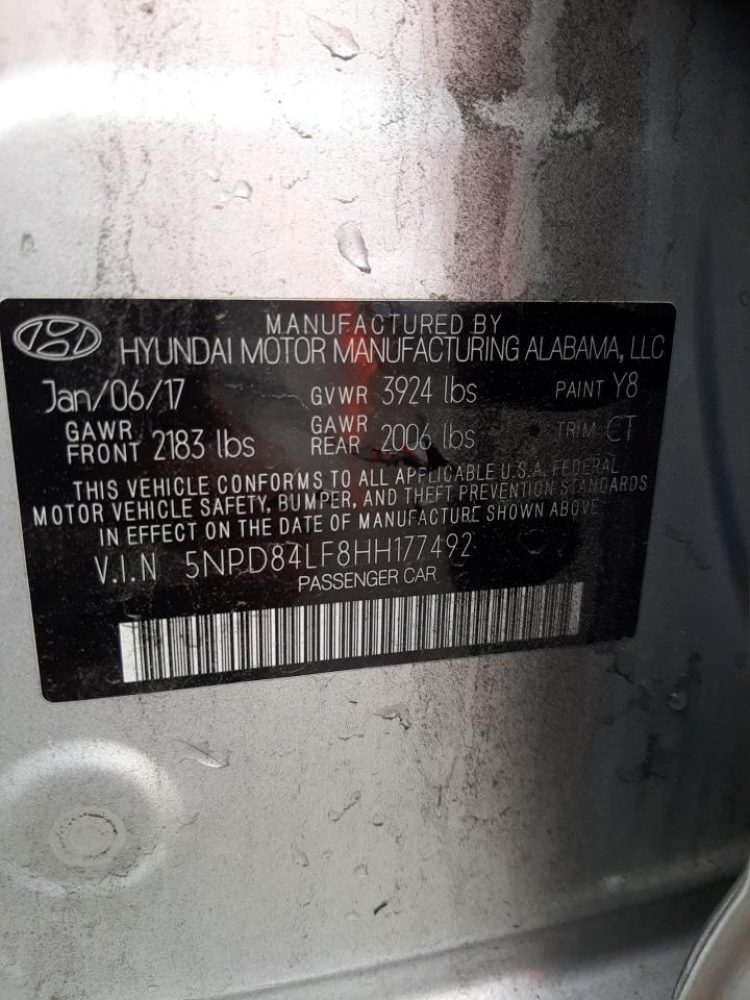 MANUFACTURED BY
HYUNDAI MOTOR MANUFACTURING ALABAMA, LLC
Jan/06/17 GVWR 3924 lbs PAINT Y8
GAWR FRONT 2183 lbs GAWR REAR 2006 lbs TRIM CT
THIS VEHICLE CONFORMS TO ALL APPLICABLE U.S.A. FEDERAL
MOTOR VEHICLE SAFETY, BUMPER, AND THEFT PREVENTION STANDARDS
IN EFFECT ON THE DATE OF MANUFACTURE SHOWN ABOVE.
V.I.N 5NPD84LF8HH177492
PASSENGER CAR